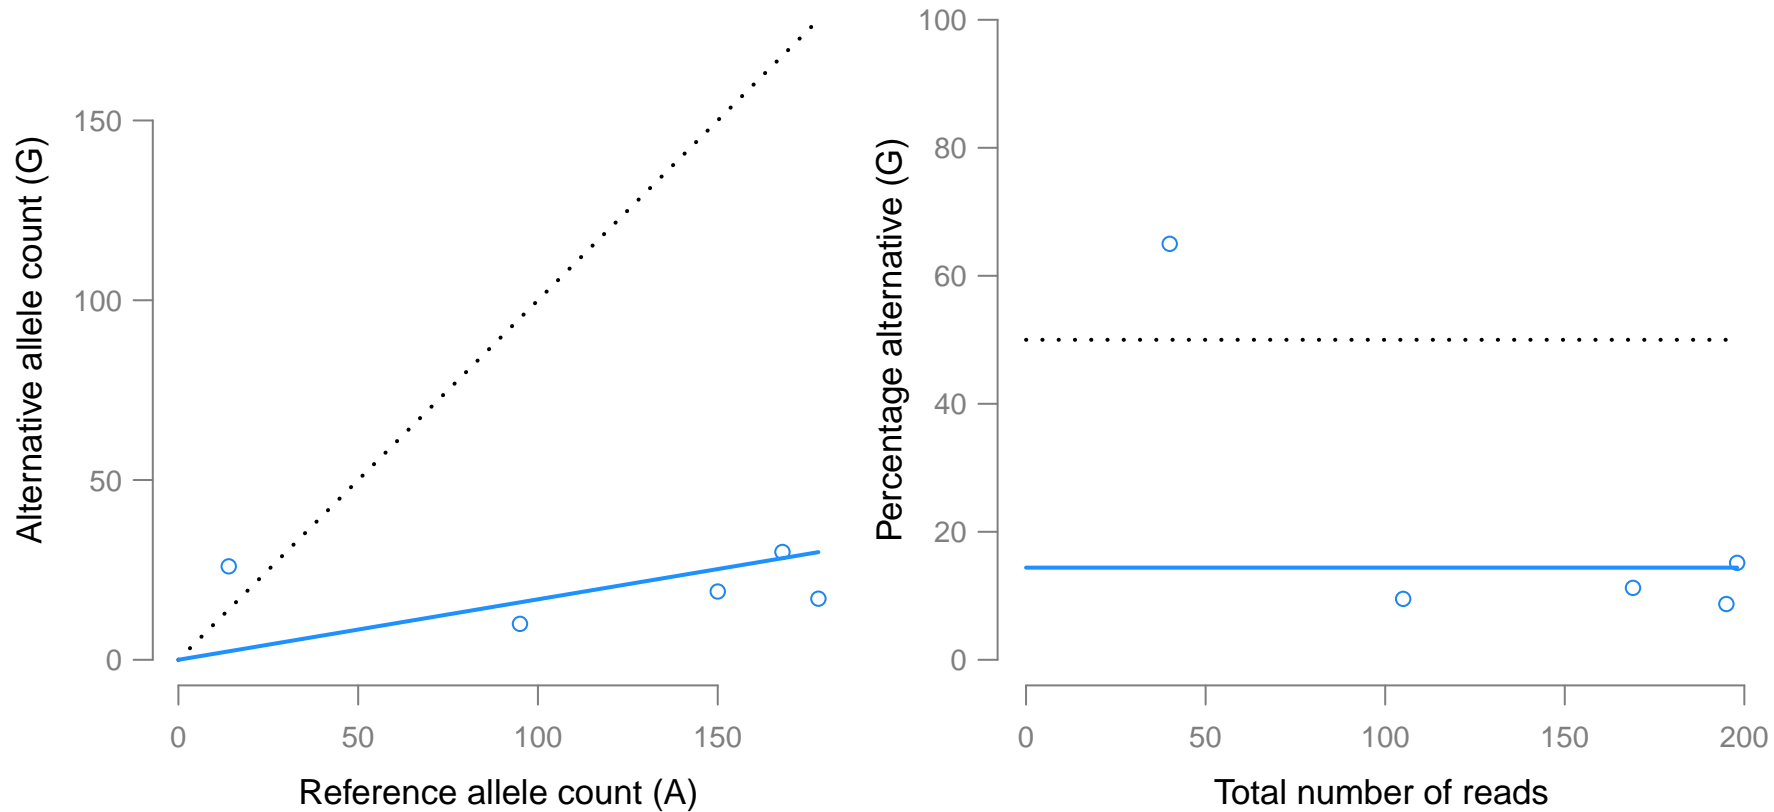 Alternative allele count (G)
150
100
50
0
0 50 100 150
Reference allele count (A)
Percentage alternative (G)
100
80
60
40
20
0
0 50 100 150 200
Total number of reads